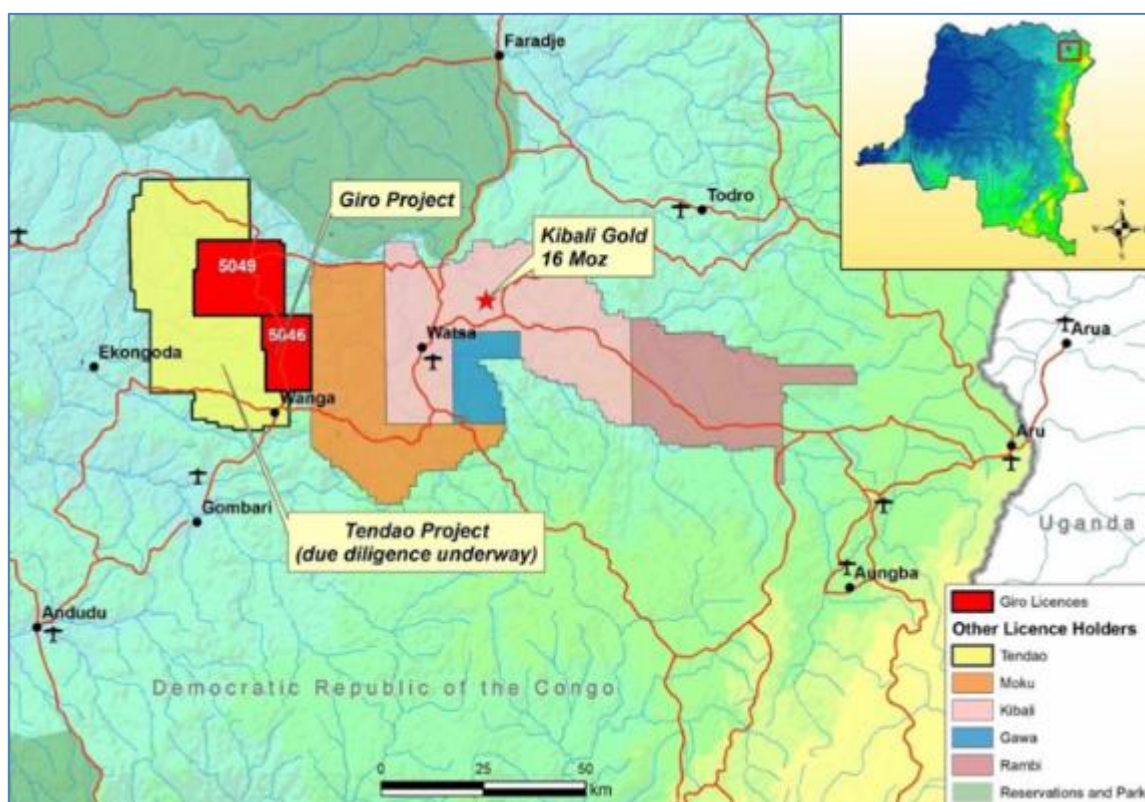 Faradje
Todro
Giro Project
Kibali Gold
16 Moz
5049
5046
Watsa
Ekongoda
Wanga
Arua
Aru
Gombari
Tendao Project
(due diligence underway)
Uganda
Aungba
Andudu
Democratic Republic of the Congo
0 25 50
km
N
W
S
Giro Licences
Other Licence Holders
Tendao
Moku
Kibali
Gawa
Rambi
Reservations and Park